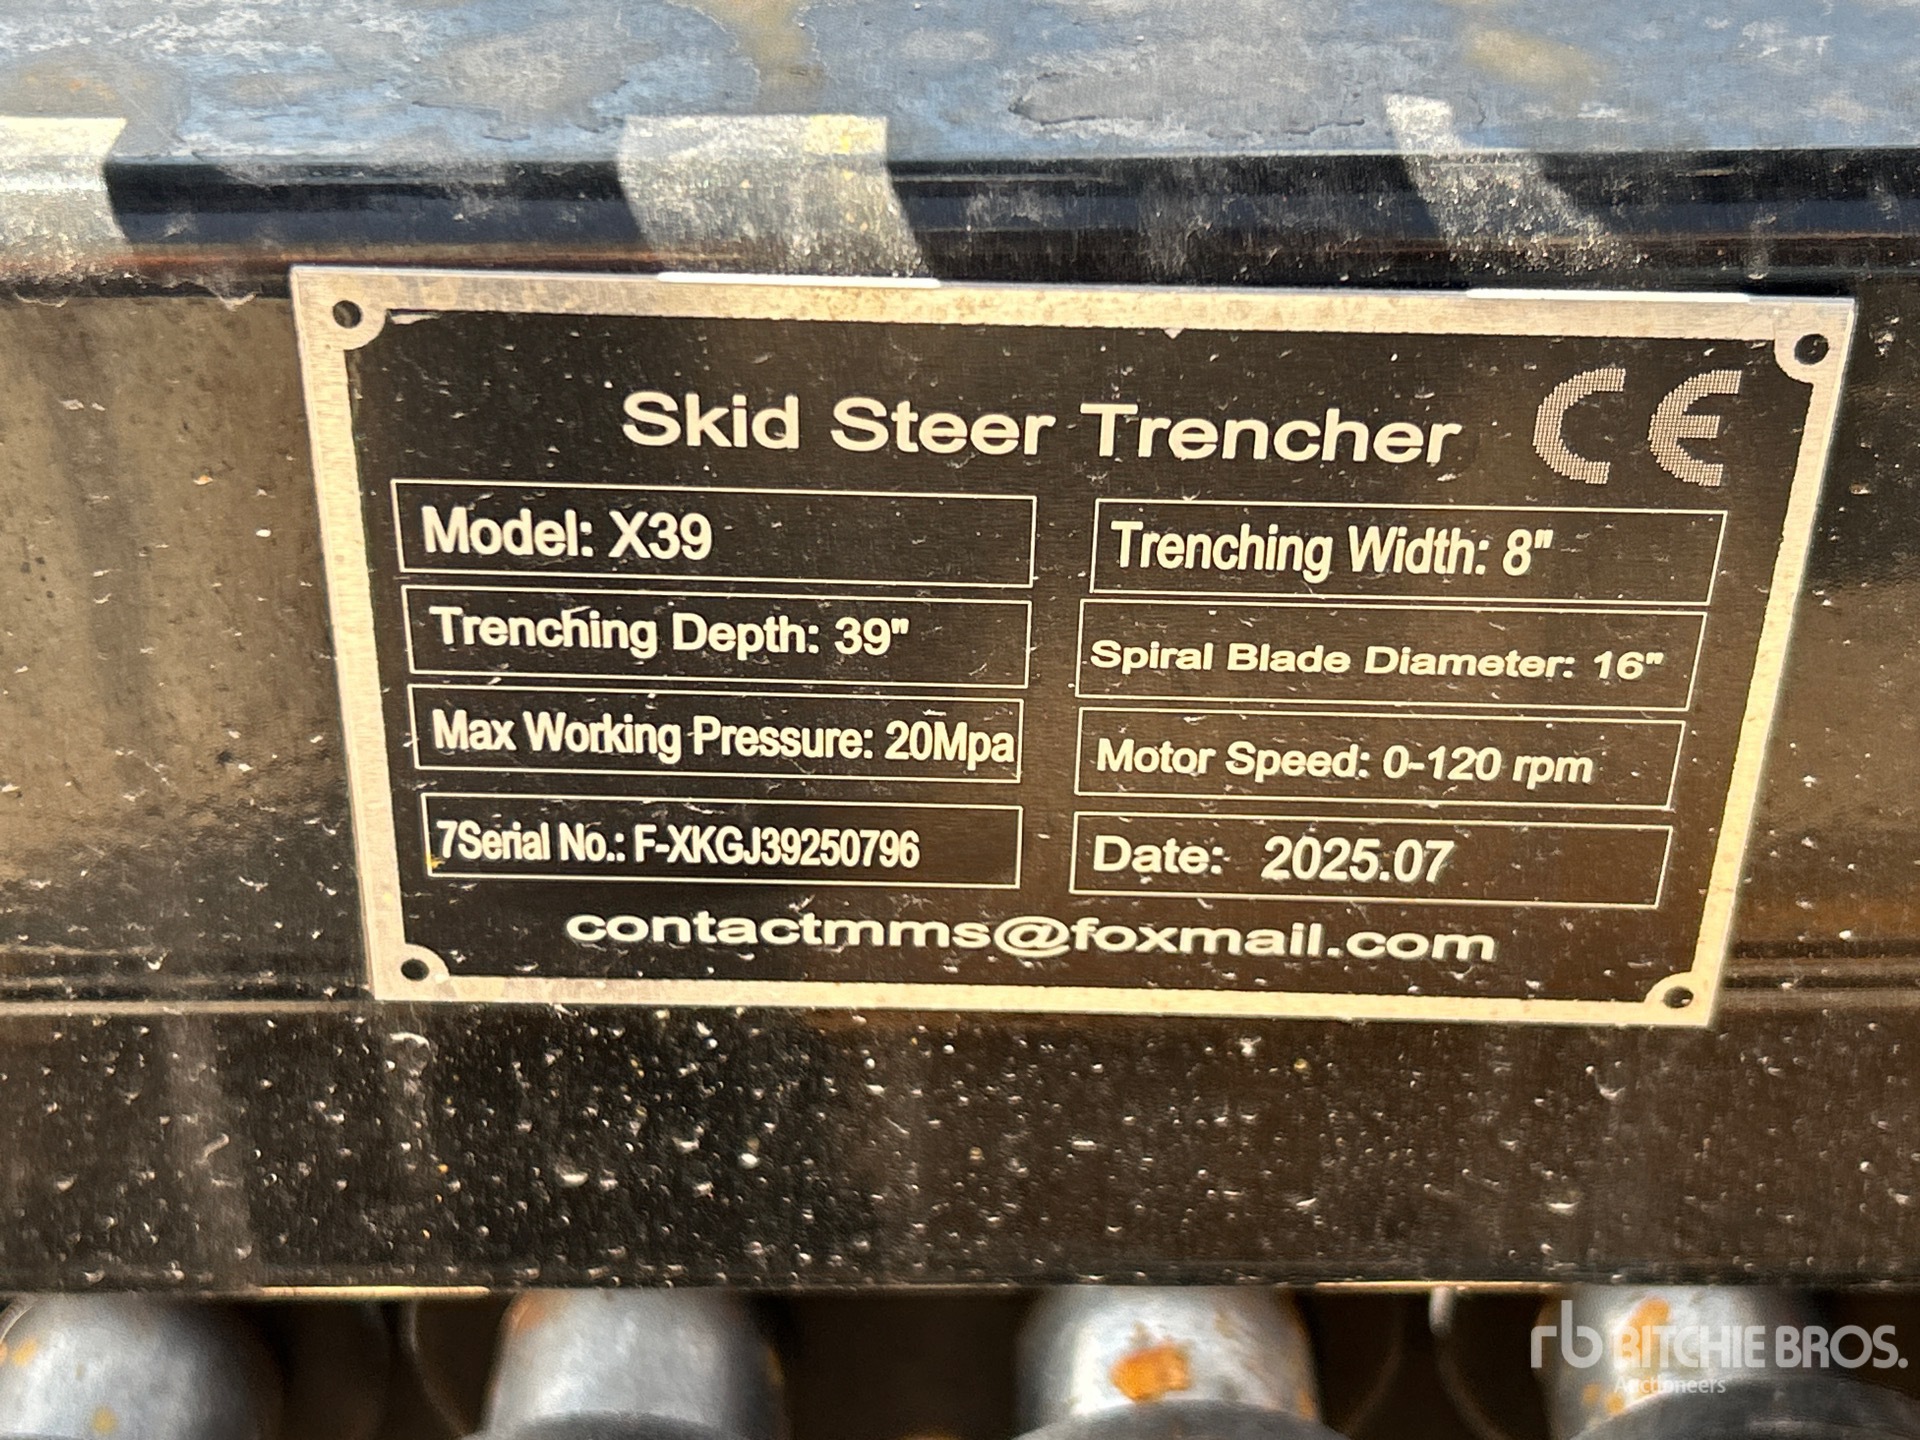 Skid Steer Trencher CE
Model: X39
Trenching Width: 8"
Trenching Depth: 39"
Spiral Blade Diameter: 16"
Max Working Pressure: 20Mpa
Motor Speed: 0-120 rpm
7Serial No.: F-XKGJ39250796
Date: 2025.07
contactmms@foxmail.com
rb RITCHIE BROS.
Auctioneers